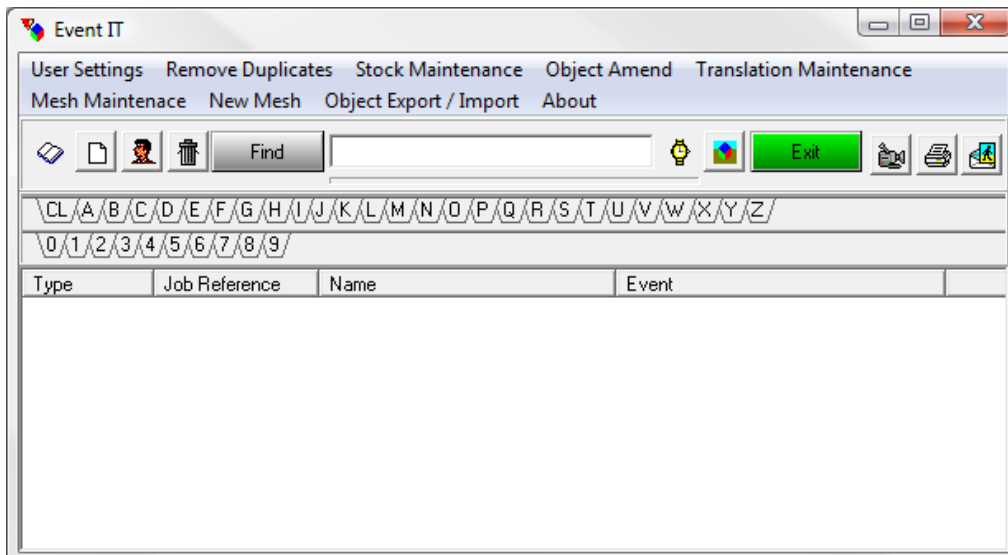 Event IT
User Settings Remove Duplicates Stock Maintenance Object Amend Translation Maintenance
Mesh Maintenace New Mesh Object Export / Import About
Find Exit
CL A B C D E F G H I J K L M N O P Q R S T U V W X Y Z
0 1 2 3 4 5 6 7 8 9
Type Job Reference Name Event